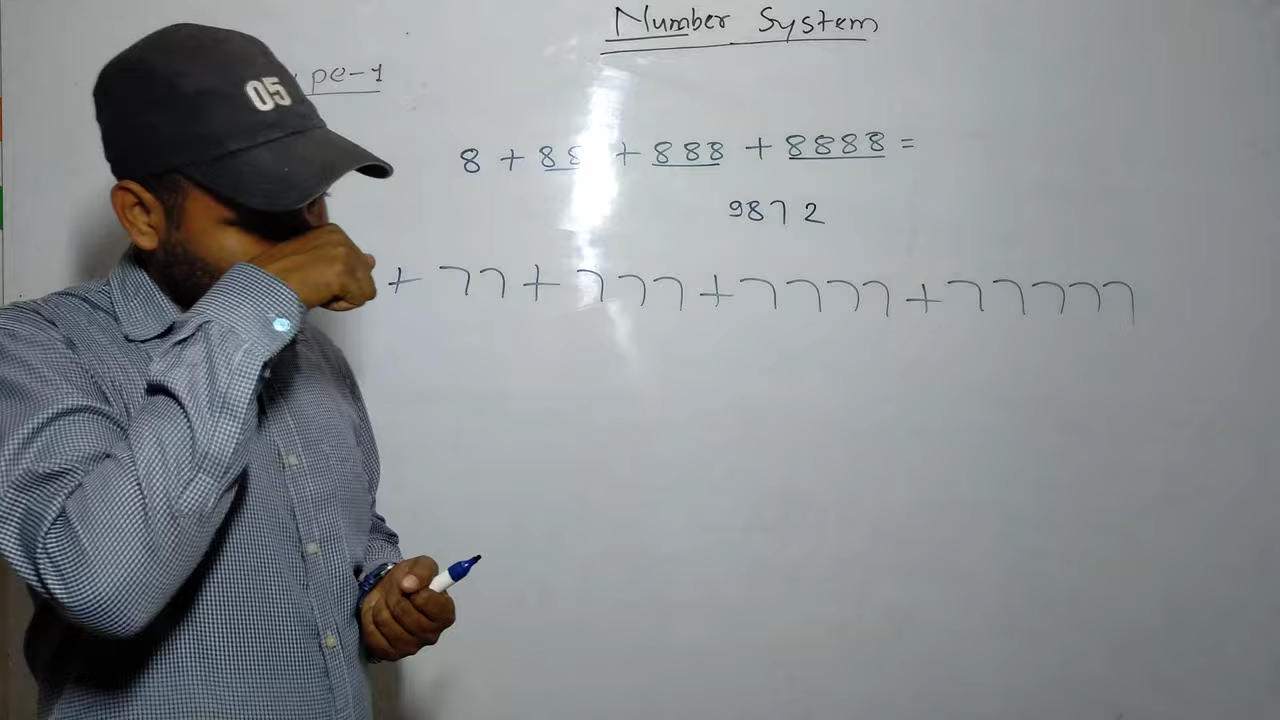 Number System
pe-1
05
8 + 88 + 888 + 8888 =
9872
+ 77 + 777 + 7777 + 77777